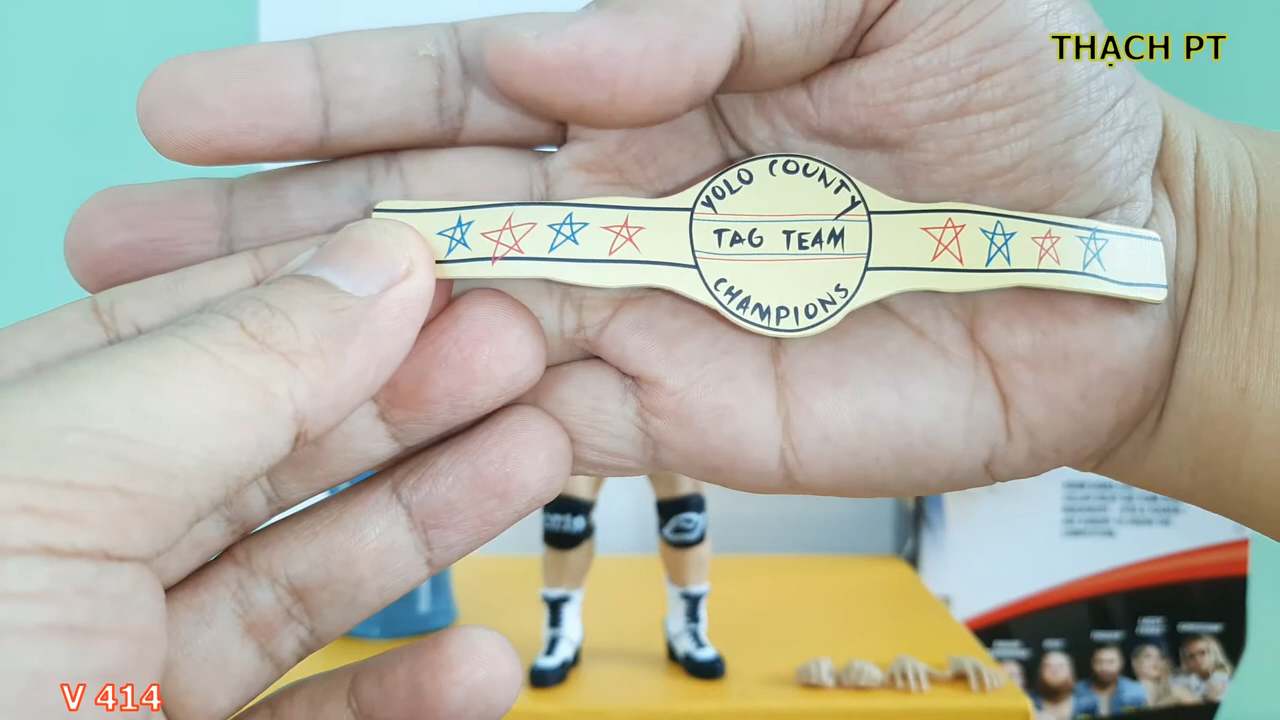 THẠCH PT
YOLO COUNTY
TAG TEAM
CHAMPIONS
V 414